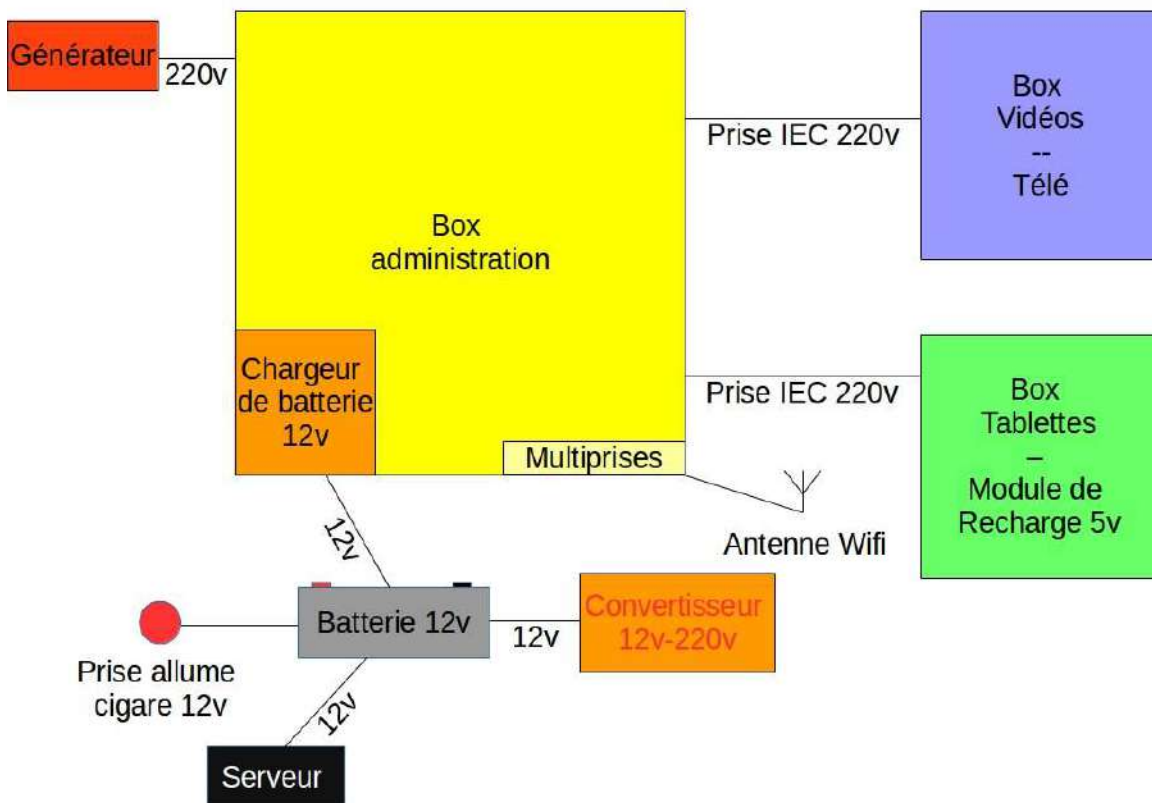 Générateur
220v
Box
administration
Prise IEC 220v
Box
Vidéos
--
Télé
Chargeur
de batterie
12v
Multiprises
Prise IEC 220v
Box
Tablettes
–
Module de
Recharge 5v
Antenne Wifi
12v
Batterie 12v
12v
Convertisseur
12v-220v
Prise allume
cigare 12v
12v
Serveur